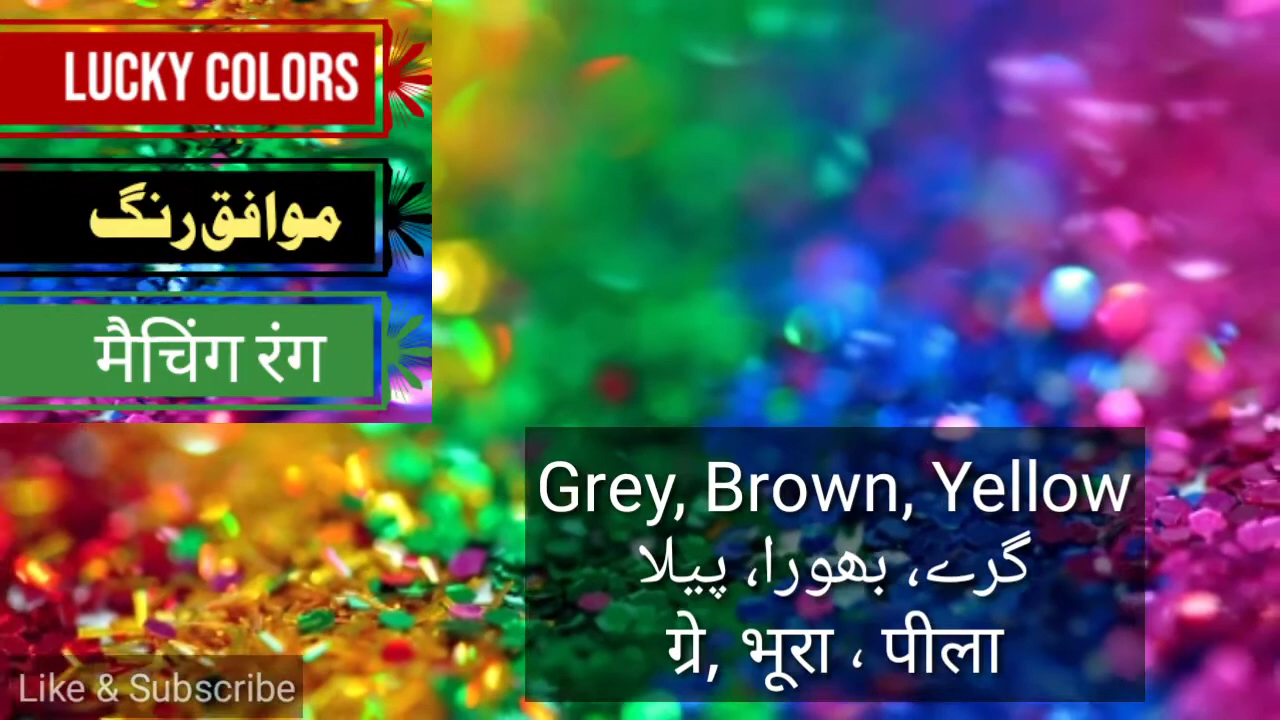 LUCKY COLORS
موافق رنگ
मैचिंग रंग
Grey, Brown, Yellow
گرے، بھورا، پیلا
ग्रे, भूरा ، पीला
Like & Subscribe